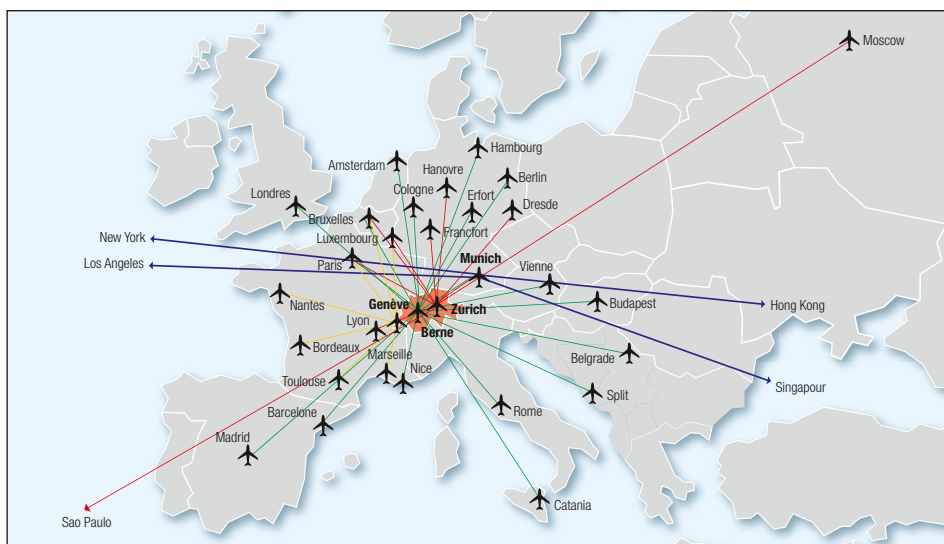 Moscow
Hambourg
Amsterdam
Hanovre
Berlin
Cologne
Erfort
Londres
Dresde
Bruxelles
Francfort
New York
Luxembourg
Los Angeles
Paris
Munich
Vienne
Nantes
Genève
Zürich
Budapest
Hong Kong
Lyon
Berne
Bordeaux
Marseille
Belgrade
Nice
Toulouse
Split
Singapour
Barcelone
Rome
Madrid
Catania
Sao Paulo